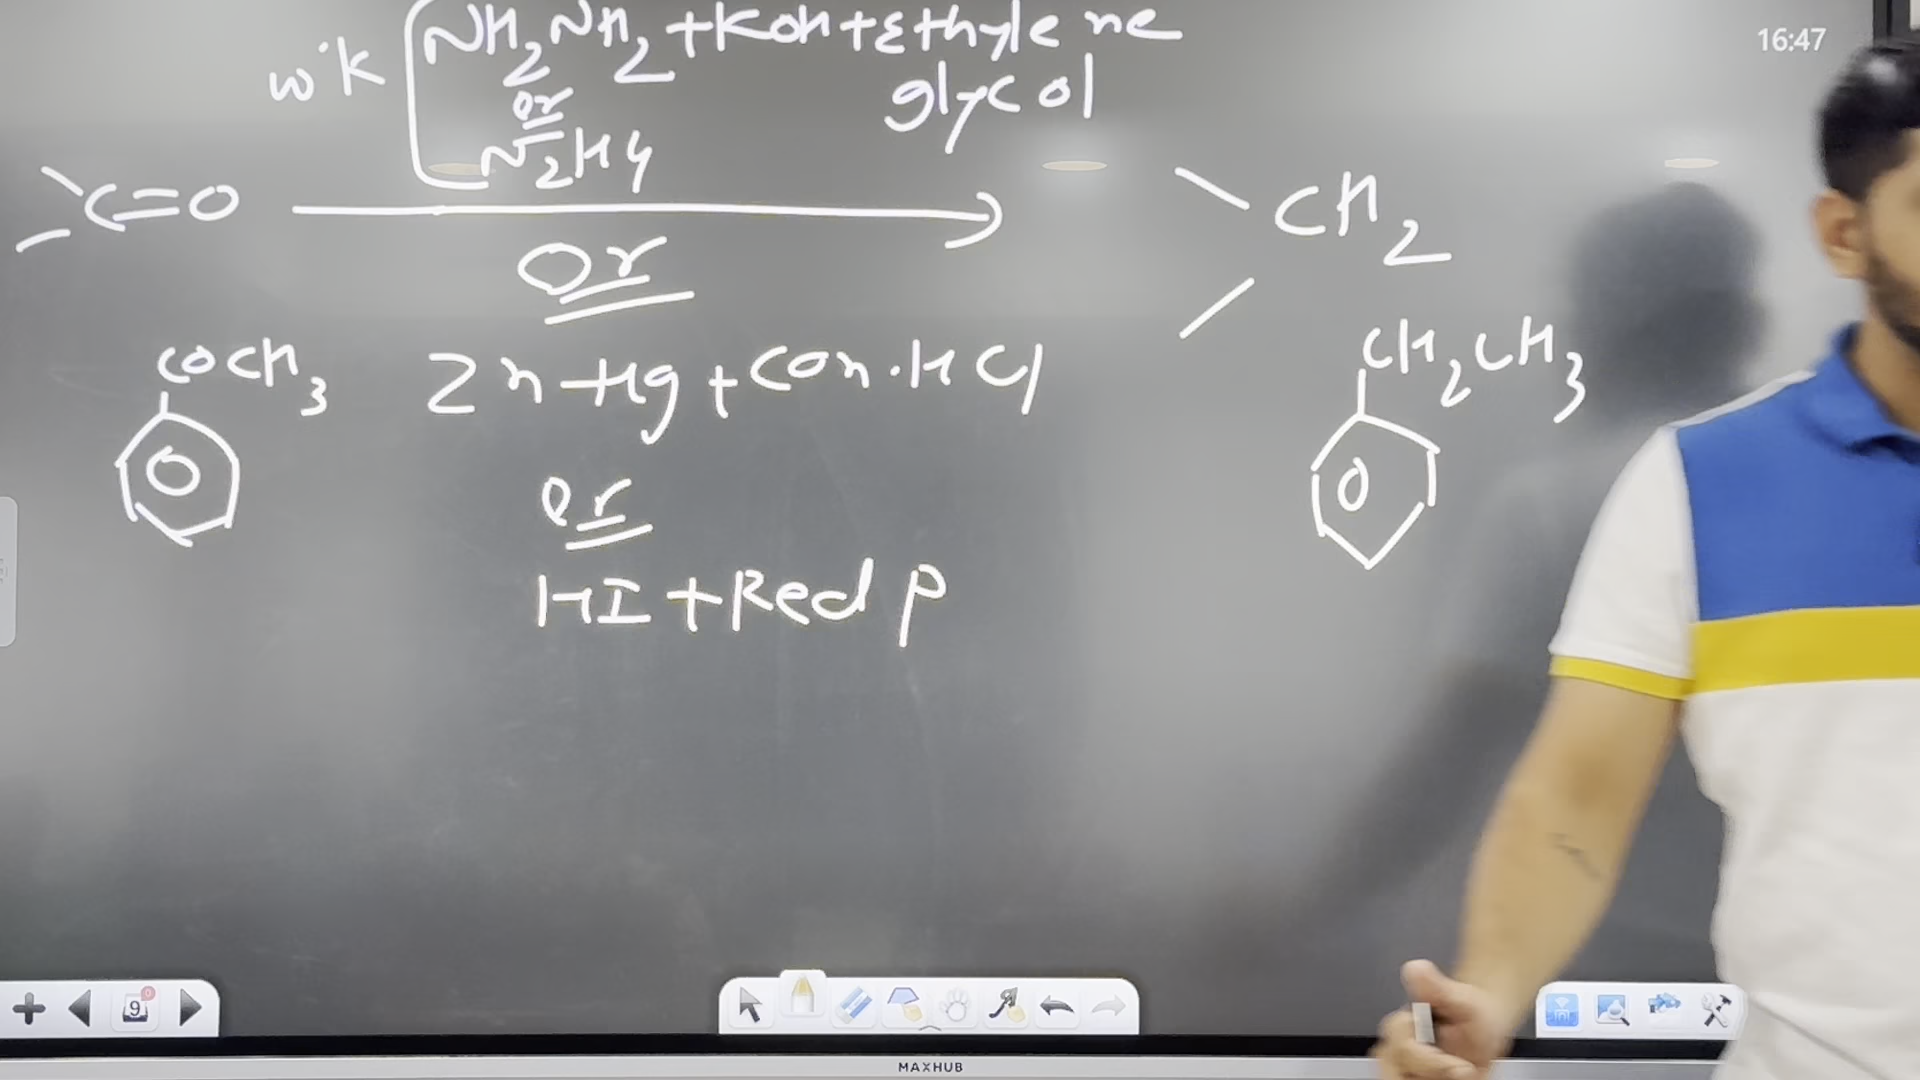 NH2NH2+KOH+Ethylene
glycol
W'K
or
N2H4
C=O
CH2
or
COCH3
Zn-Hg+Con.HCl
CH2CH3
or
HI+Red P
16:47
9
MAXHUB